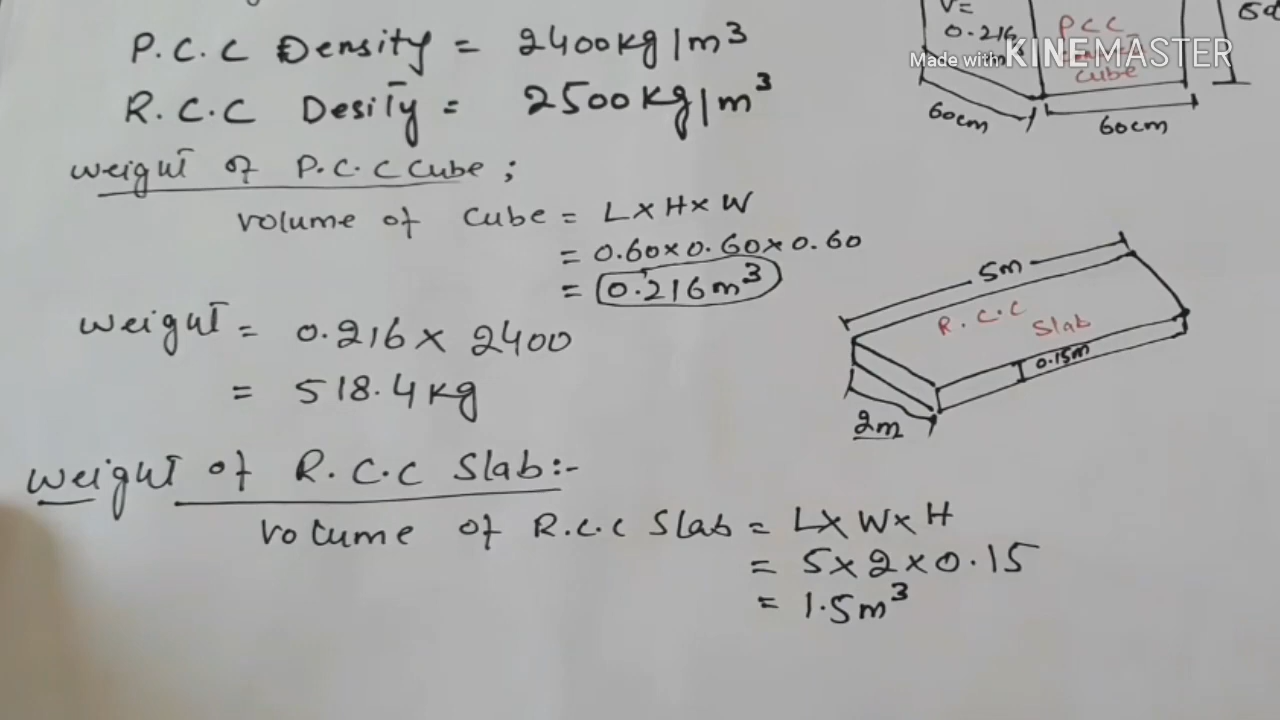 P.C.C Density = 2400kg/m³
R.C.C Desity = 2500kg/m³
weight of P.C.C Cube ;
volume of cube = L×H×W
= 0.60×0.60×0.60
= 0.216m³
weight = 0.216 × 2400
= 518.4 kg
weight of R.C.C Slab:-
volume of R.C.C Slab = L×W×H
= 5×2×0.15
= 1.5m³
V=
0.216
PCC
cube
60cm
60cm
Made with KINEMASTER
5m
R.C.C
Slab
0.15m
2m